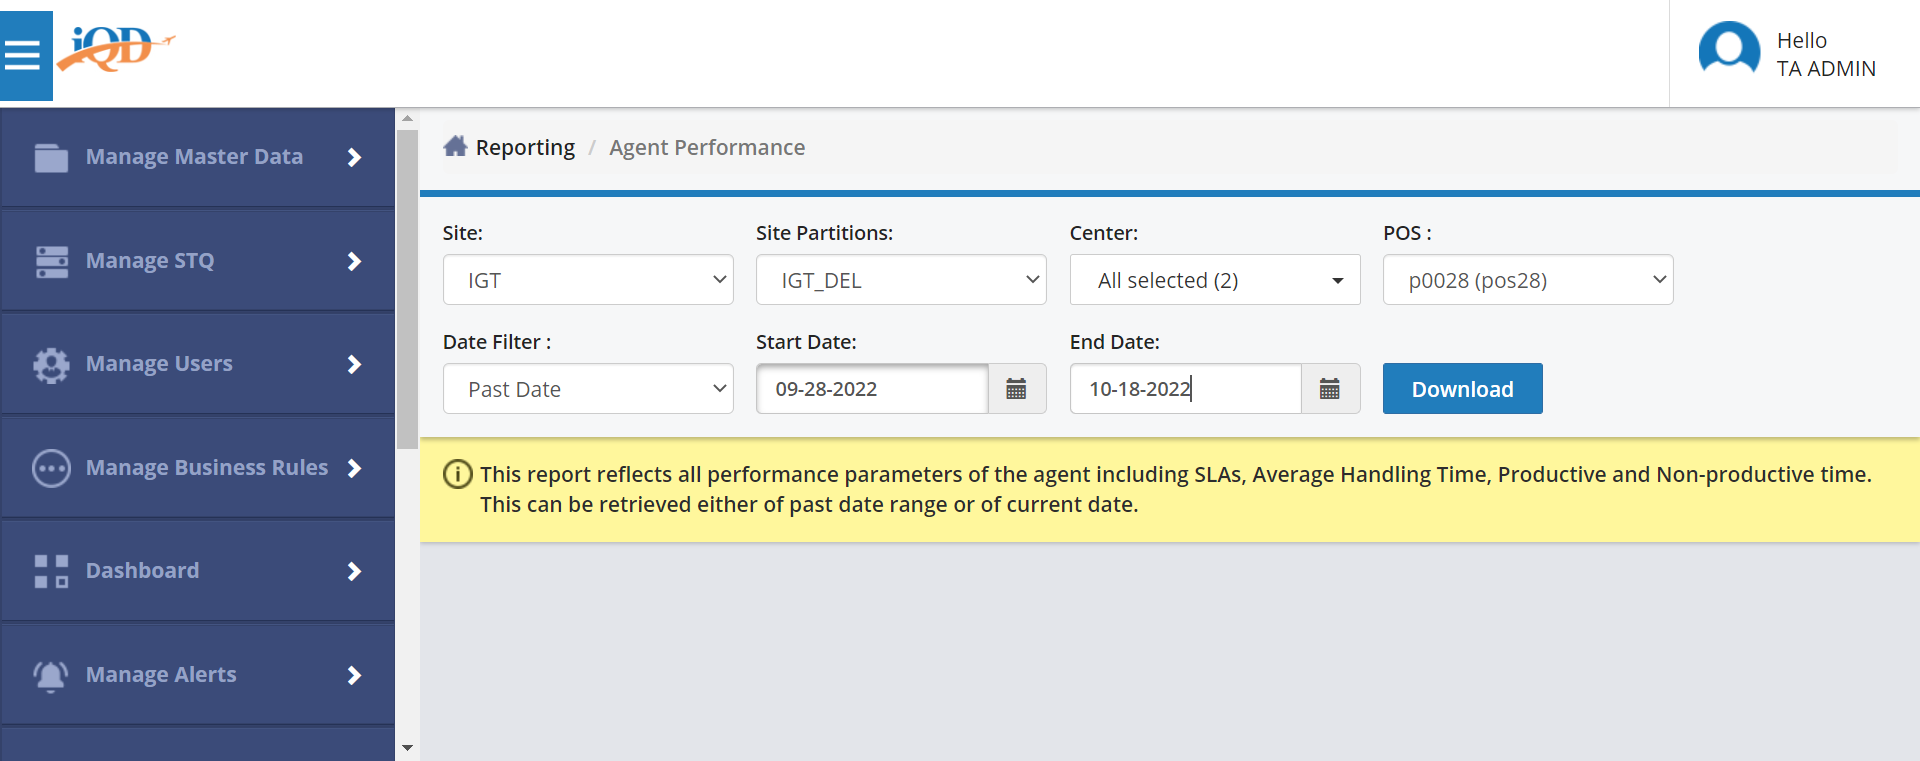 iQD
Hello
TA ADMIN
Manage Master Data
Manage STQ
Manage Users
Manage Business Rules
Dashboard
Manage Alerts
Reporting / Agent Performance
Site: Site Partitions: Center: POS :
IGT IGT_DEL All selected (2) p0028 (pos28)
Date Filter : Start Date: End Date:
Past Date 09-28-2022 10-18-2022 Download
This report reflects all performance parameters of the agent including SLAs, Average Handling Time, Productive and Non-productive time.
This can be retrieved either of past date range or of current date.